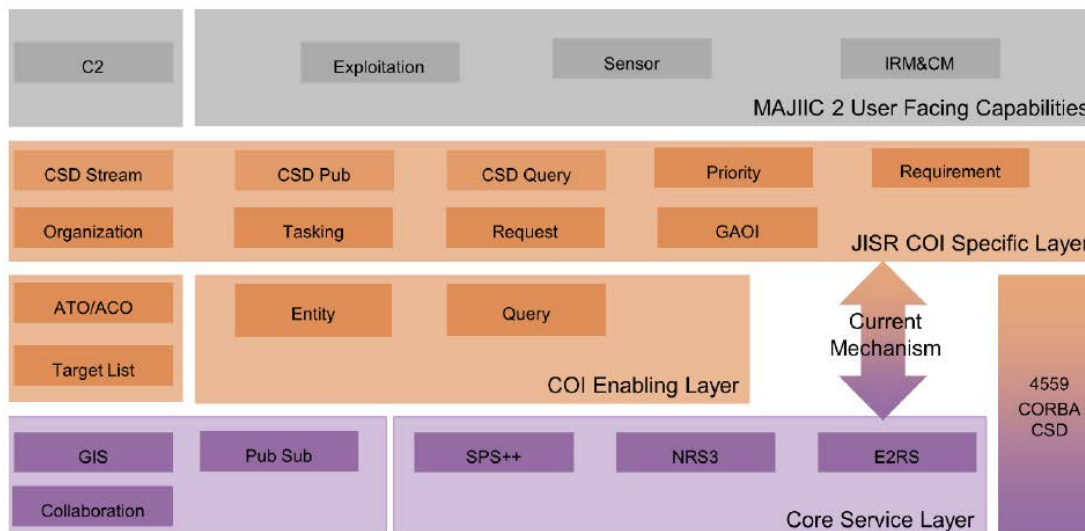 C2
Exploitation
Sensor
IRM&CM
MAJIIC 2 User Facing Capabilities
CSD Stream
CSD Pub
CSD Query
Priority
Requirement
Organization
Tasking
Request
GAOI
JISR COI Specific Layer
ATO/ACO
Entity
Query
Target List
COI Enabling Layer
Current
Mechanism
4559
CORBA
CSD
GIS
Pub Sub
SPS++
NRS3
E2RS
Collaboration
Core Service Layer